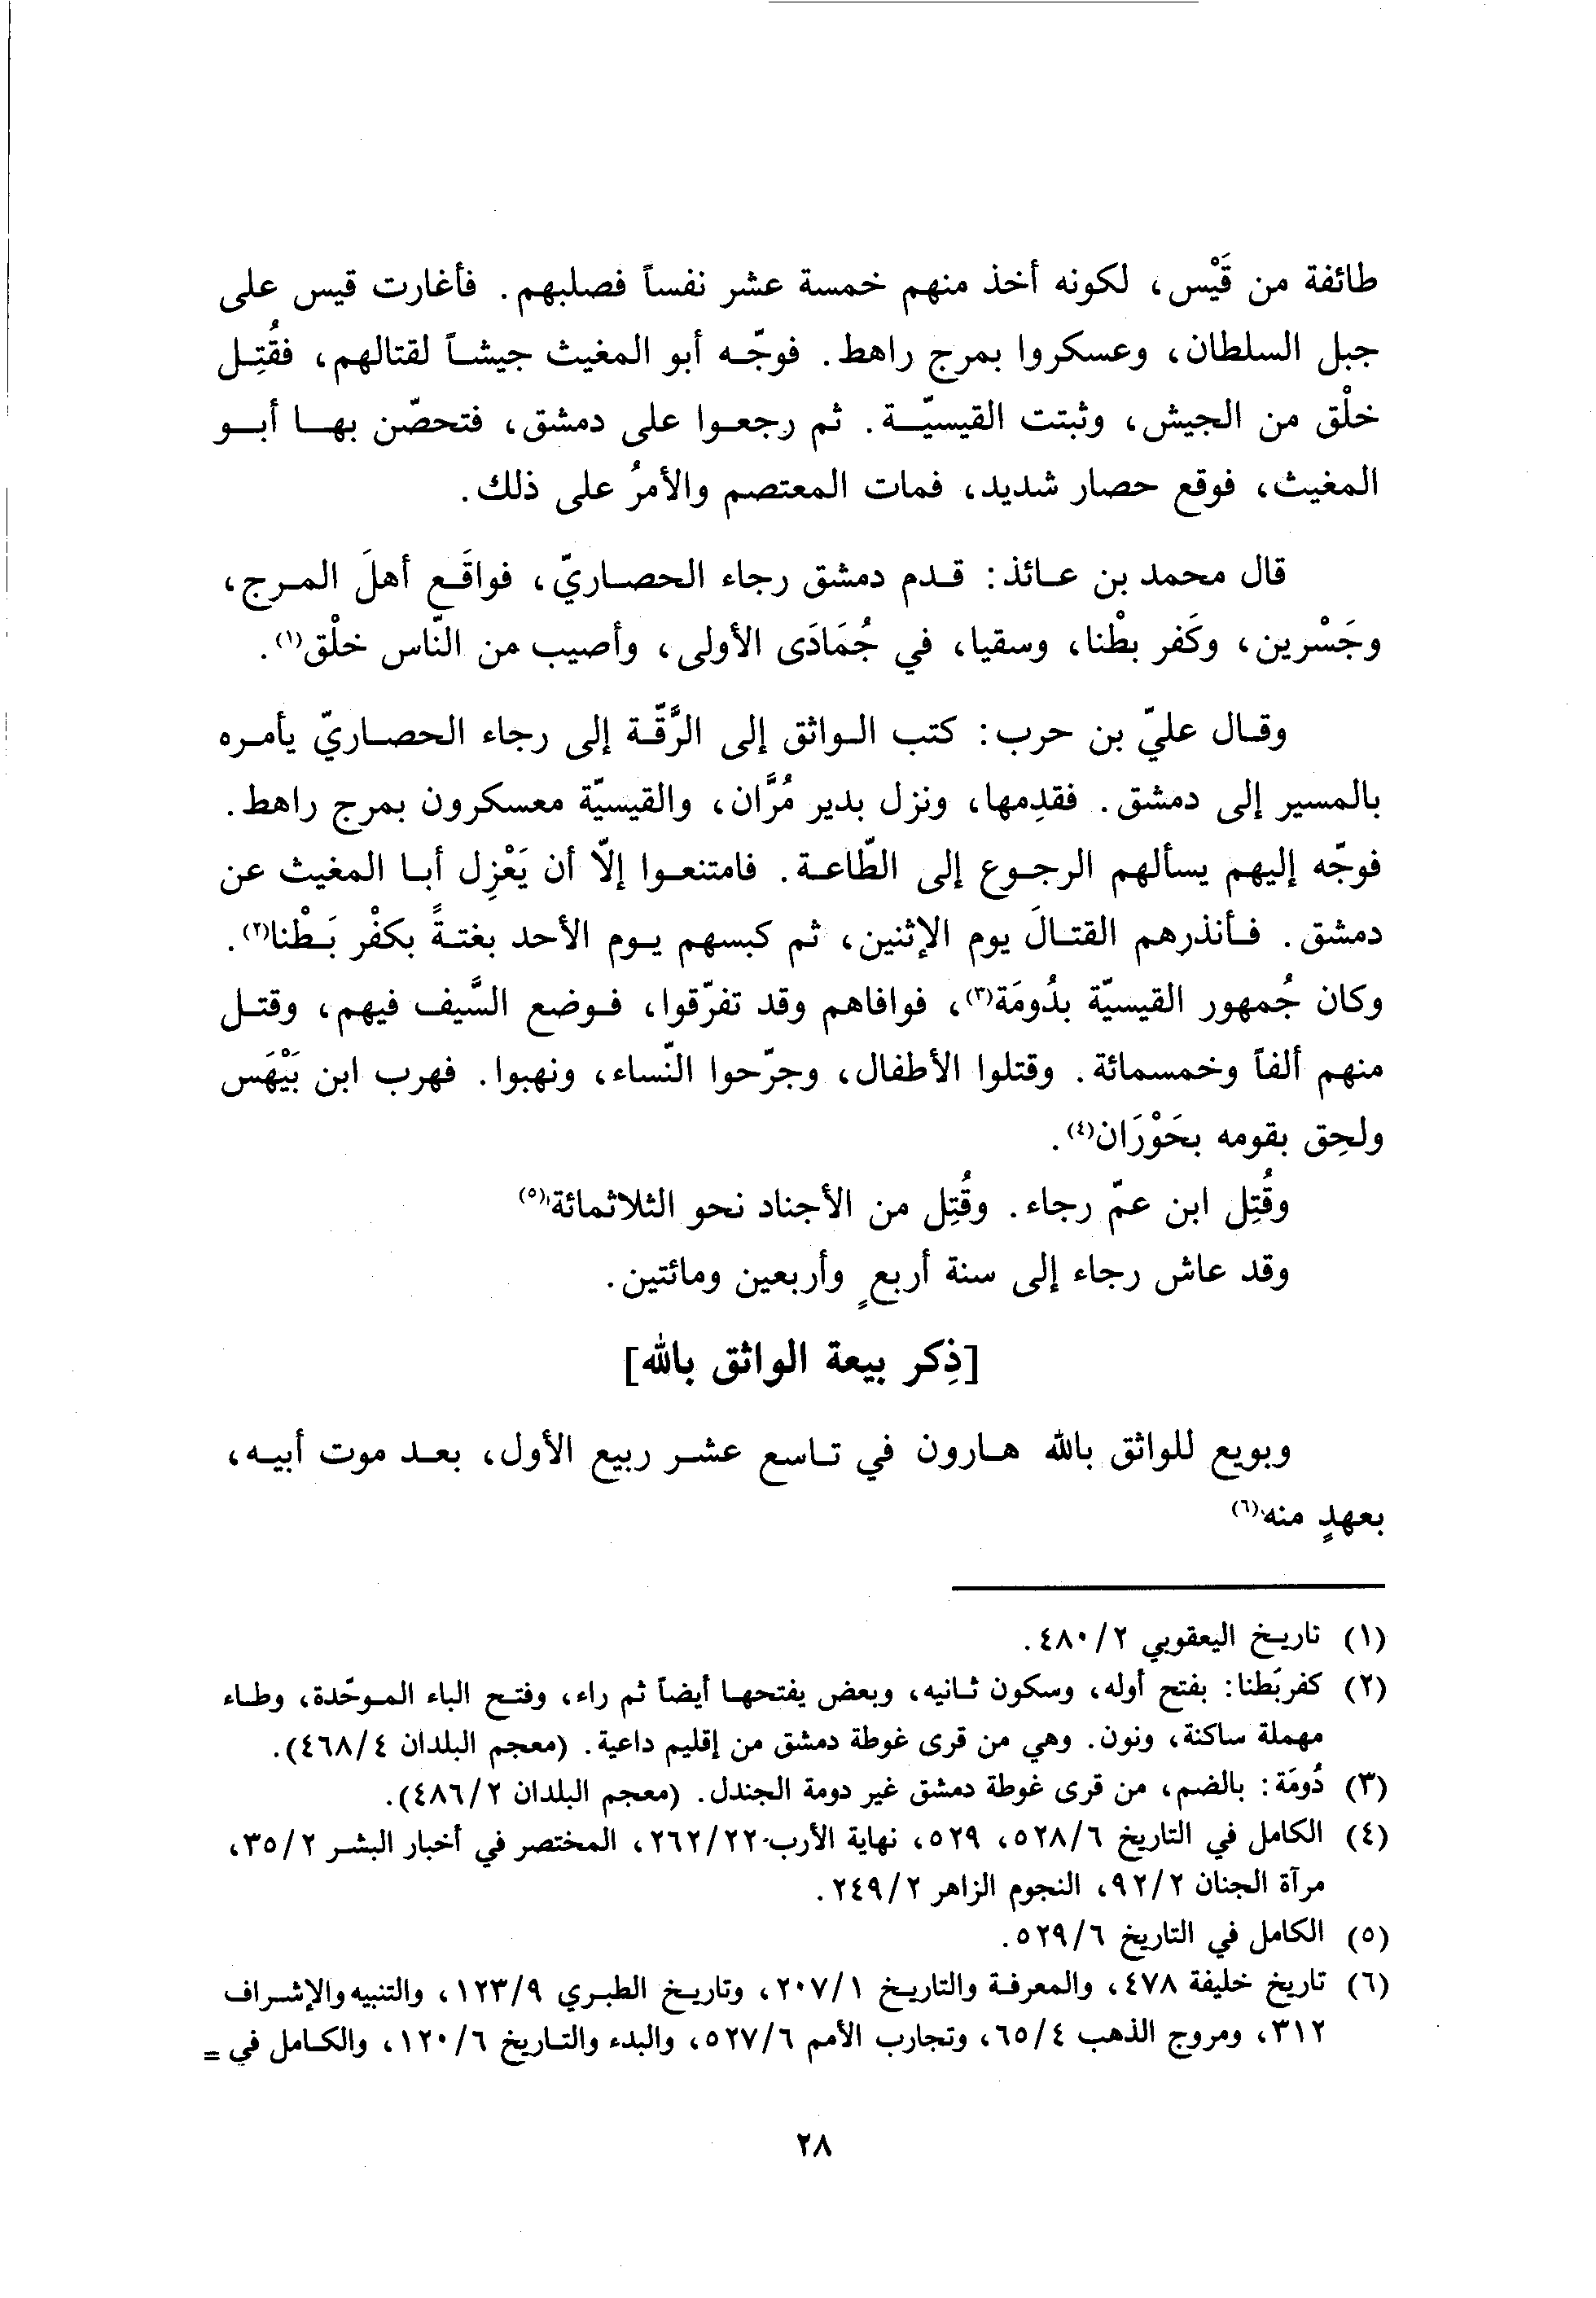 طائفة من قَيْس، لكونه أخذ منهم خمسة عشر نفساً فصلبهم. فأغارت قيس على
جبل السلطان، وعسكروا بمرج راهط. فوجّه أبو المغيث جيشاً لقتالهم، فقُتِل
خلْق من الجيش، وثبتت القيسيّة. ثم رجعوا على دمشق، فتحصّن بها أبو
المغيث، فوقع حصار شديد، فمات المعتصم والأمرُ على ذلك.
قال محمد بن عائذ: قدم دمشق رجاء الحصاريّ، فواقَع أهلَ المرج،
وجَسْرين، وكَفر بطْنا، وسقيا، في جُمَادَى الأولى، وأصيب من النّاس خلْق(١).
وقال عليّ بن حرب: كتب الواثق إلى الرَّقّة إلى رجاء الحصاريّ يأمره
بالمسير إلى دمشق. فقدِمها، ونزل بدير مُرَّان، والقيسيّة معسكرون بمرج راهط.
فوجّه إليهم يسألهم الرجوع إلى الطّاعة. فامتنعوا إلّا أن يَعْزِل أبا المغيث عن
دمشق. فأنذرهم القتالَ يوم الإثنين، ثم كبسهم يوم الأحد بغتةً بكفْر بَطْنا(٢).
وكان جُمهور القيسيّة بدُومَة(٣)، فوافاهم وقد تفرّقوا، فوضع السَّيف فيهم، وقتل
منهم ألفاً وخمسمائة. وقتلوا الأطفال، وجرّحوا النّساء، ونهبوا. فهرب ابن بَيْهَس
ولحِق بقومه بحَوْرَان(٤).
وقُتِل ابن عمّ رجاء. وقُتِل من الأجناد نحو الثلاثمائة(٥)
وقد عاش رجاء إلى سنة أربعٍ وأربعين ومائتين.
[ذِكر بيعة الواثق بالله]
وبويع للواثق بالله هارون في تاسع عشر ربيع الأول، بعد موت أبيه،
بعهدٍ منه(٦)
(١) تاريخ اليعقوبي ٢/٤٨٠.
(٢) كفربَطنا: بفتح أوله، وسكون ثانيه، وبعض يفتحها أيضاً ثم راء، وفتح الباء الموحّدة، وطاء
مهملة ساكنة، ونون. وهي من قرى غوطة دمشق من إقليم داعية. (معجم البلدان ٤/٤٦٨).
(٣) دُومَة: بالضم، من قرى غوطة دمشق غير دومة الجندل. (معجم البلدان ٢/٤٨٦).
(٤) الكامل في التاريخ ٦/٥٢٨، ٥٢٩، نهاية الأرب ٢٢/٢٦٢، المختصر في أخبار البشر ٢/٣٥،
مرآة الجنان ٢/٩٢، النجوم الزاهر ٢/٢٤٩.
(٥) الكامل في التاريخ ٦/٥٢٩.
(٦) تاريخ خليفة ٤٧٨، والمعرفة والتاريخ ١/٢٠٧، وتاريخ الطبري ٩/١٢٣، والتنبيه والإشراف
٣١٢، ومروج الذهب ٤/٦٥، وتجارب الأمم ٦/٥٢٧، والبدء والتاريخ ٦/١٢٠، والكامل في =
٢٨